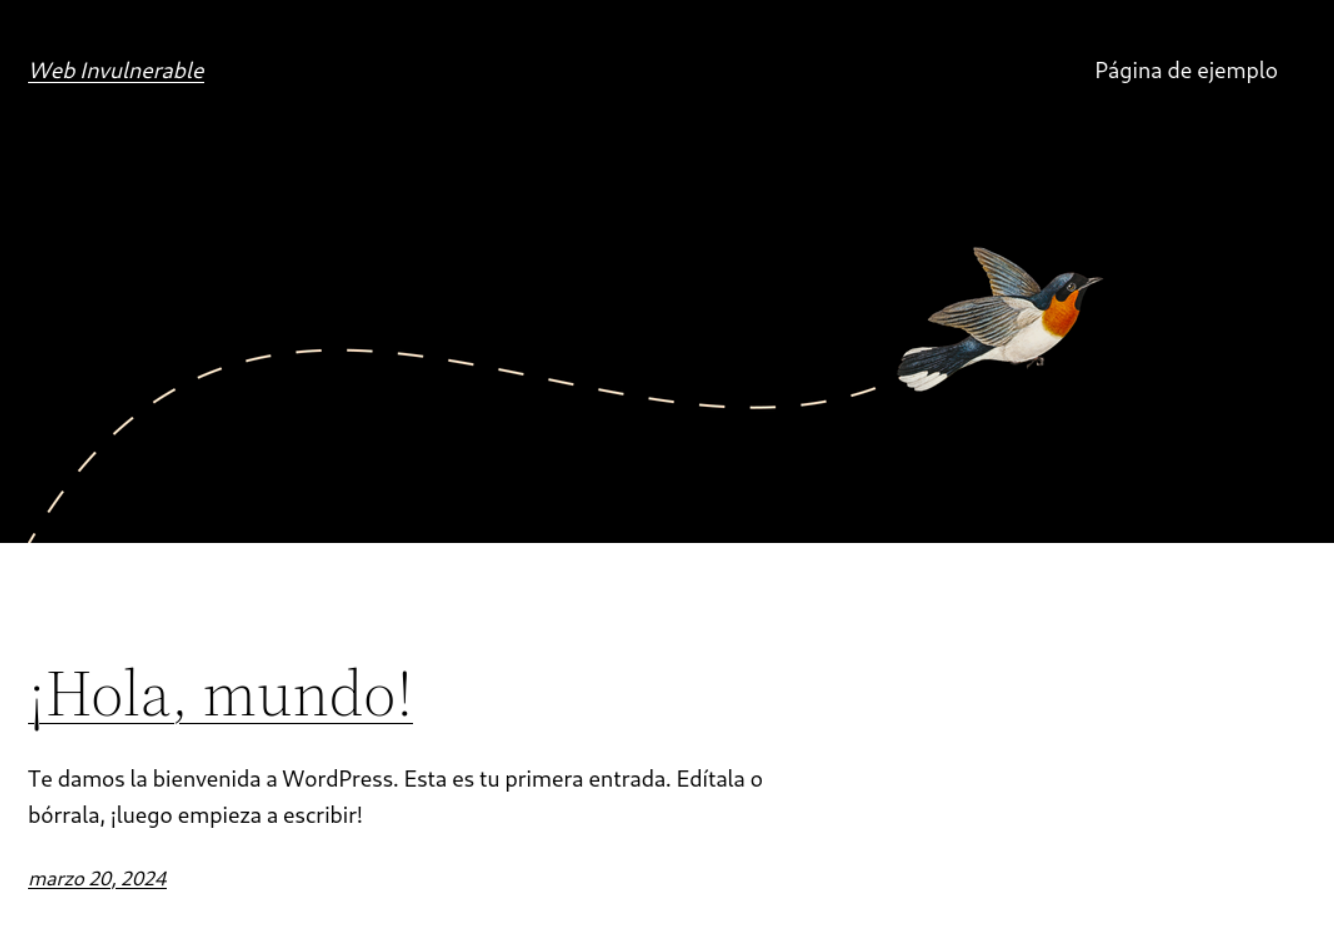 Web Invulnerable
Página de ejemplo
¡Hola, mundo!
Te damos la bienvenida a WordPress. Esta es tu primera entrada. Edítala o
bórrala, ¡luego empieza a escribir!
marzo 20, 2024